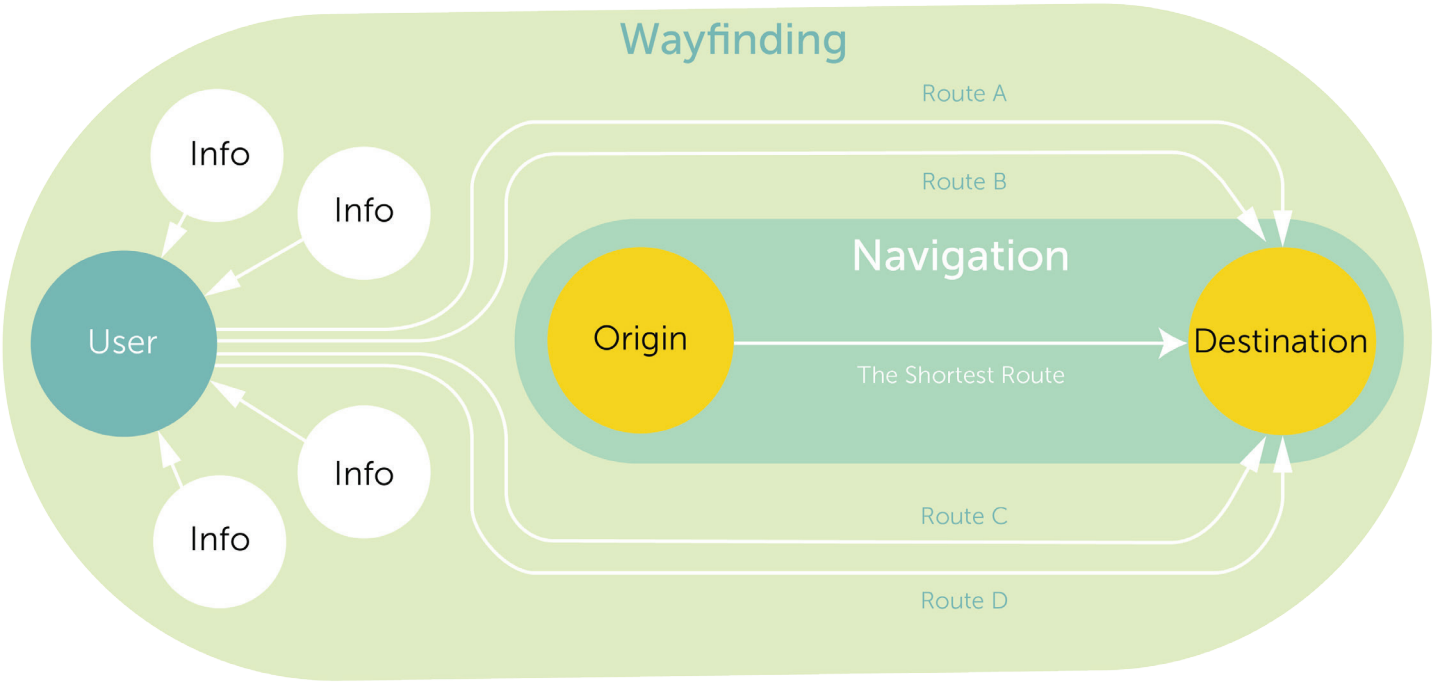 Wayfinding
Route A
Info
Route B
Info
Navigation
User
Origin
Destination
The Shortest Route
Info
Route C
Info
Route D